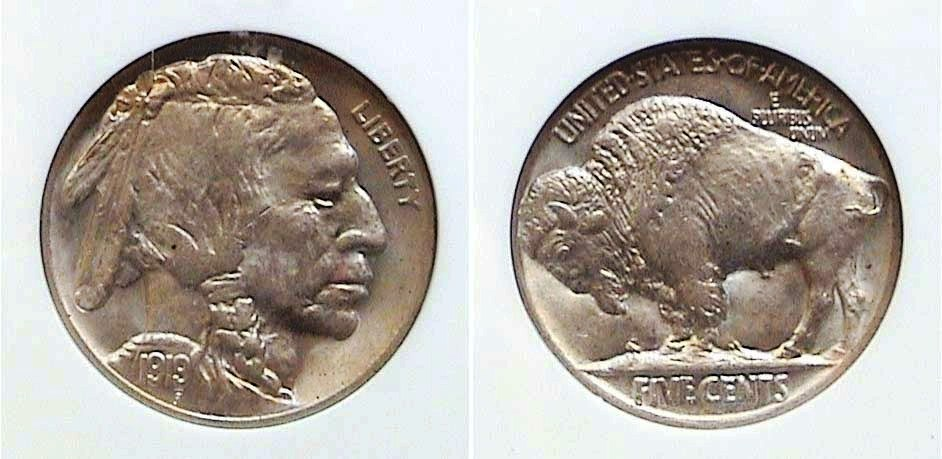 LIBERTY
1919
F
UNITED·STATES·OF·AMERICA
E
PLURIBUS
UNUM
FIVE CENTS